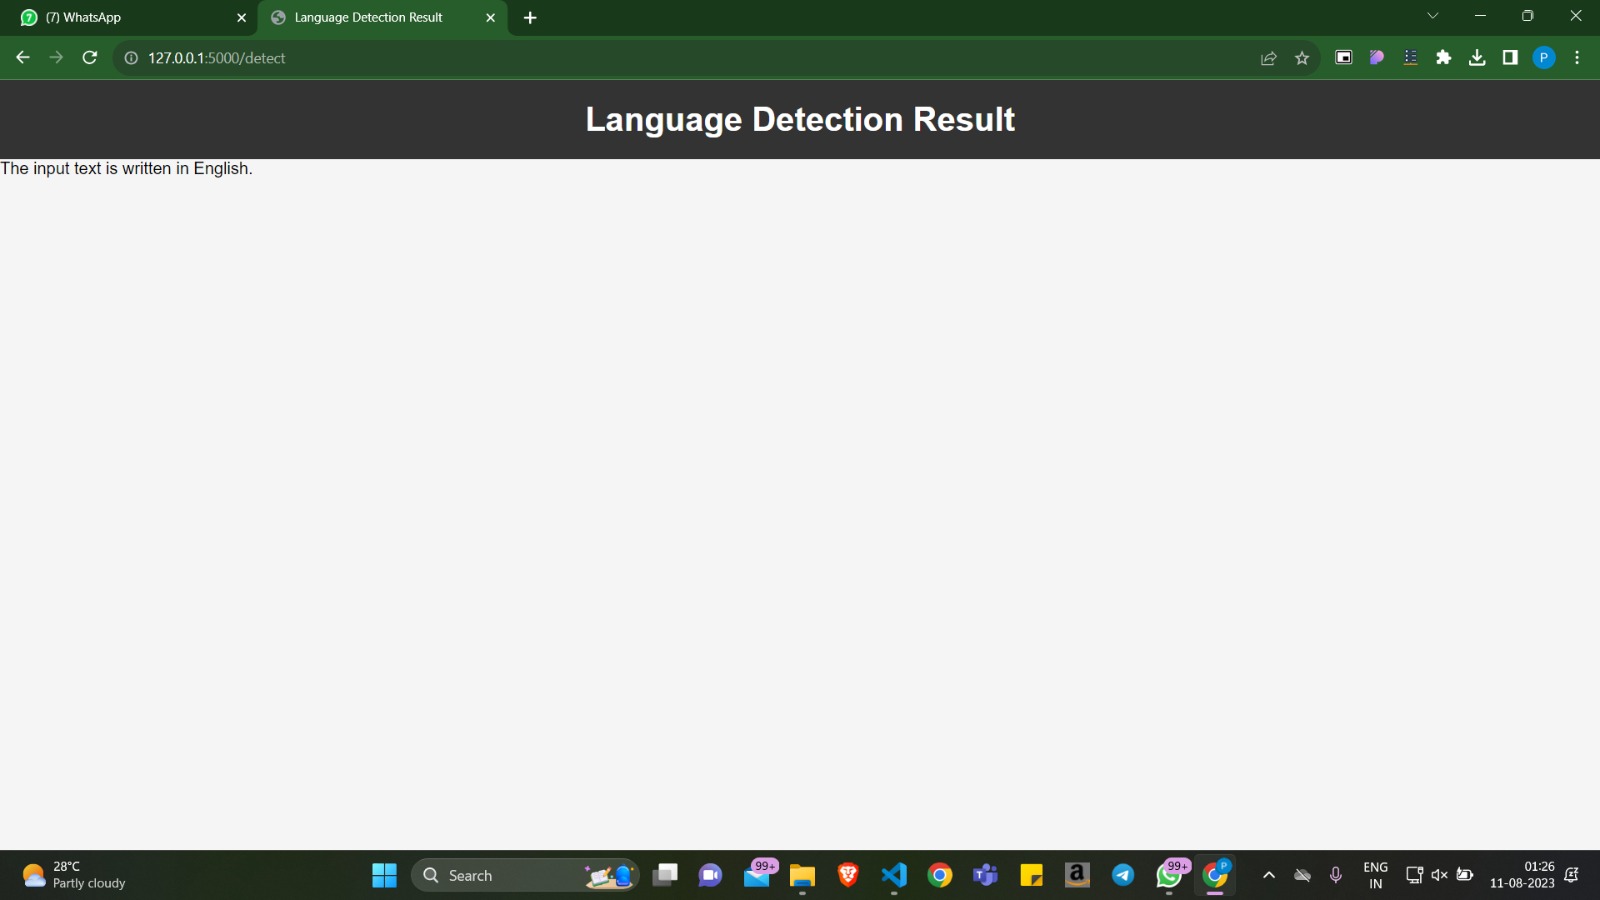 (7) WhatsApp
Language Detection Result
127.0.0.1:5000/detect
P
Language Detection Result
The input text is written in English.
28°C
Partly cloudy
Search
99+
99+
P
ENG
IN
01:26
11-08-2023